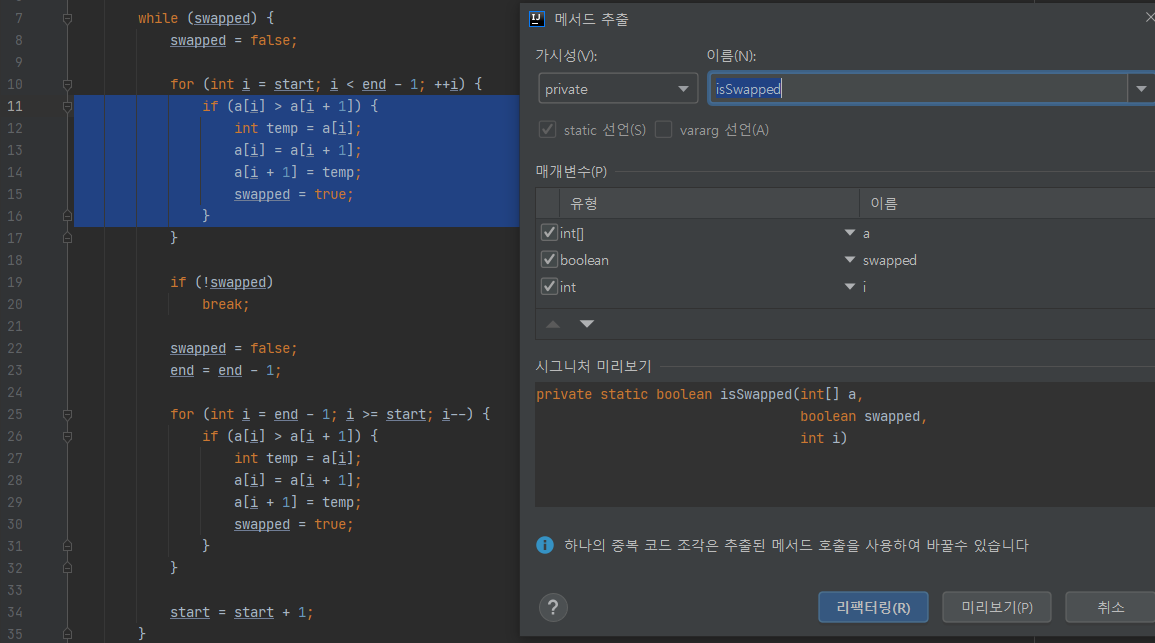 7 while (swapped) {
8 swapped = false;
9
10 for (int i = start; i < end - 1; ++i) {
11 if (a[i] > a[i + 1]) {
12 int temp = a[i];
13 a[i] = a[i + 1];
14 a[i + 1] = temp;
15 swapped = true;
16 }
17 }
18
19 if (!swapped)
20 break;
21
22 swapped = false;
23 end = end - 1;
24
25 for (int i = end - 1; i >= start; i--) {
26 if (a[i] > a[i + 1]) {
27 int temp = a[i];
28 a[i] = a[i + 1];
29 a[i + 1] = temp;
30 swapped = true;
31 }
32 }
33
34 start = start + 1;
35 }
IJ 메서드 추출
가시성(V): 이름(N):
private isSwapped
static 선언(S) vararg 선언(A)
매개변수(P)
유형 이름
int[] a
boolean swapped
int i
시그니처 미리보기
private static boolean isSwapped(int[] a,
boolean swapped,
int i)
하나의 중복 코드 조각은 추출된 메서드 호출을 사용하여 바꿀수 있습니다
? 리팩터링(R) 미리보기(P) 취소